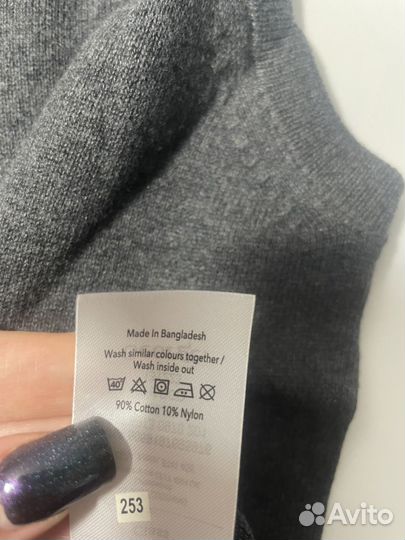 Made In Bangladesh
Wash similar colours together /
Wash inside out
40
90% Cotton 10% Nylon
253
Avito